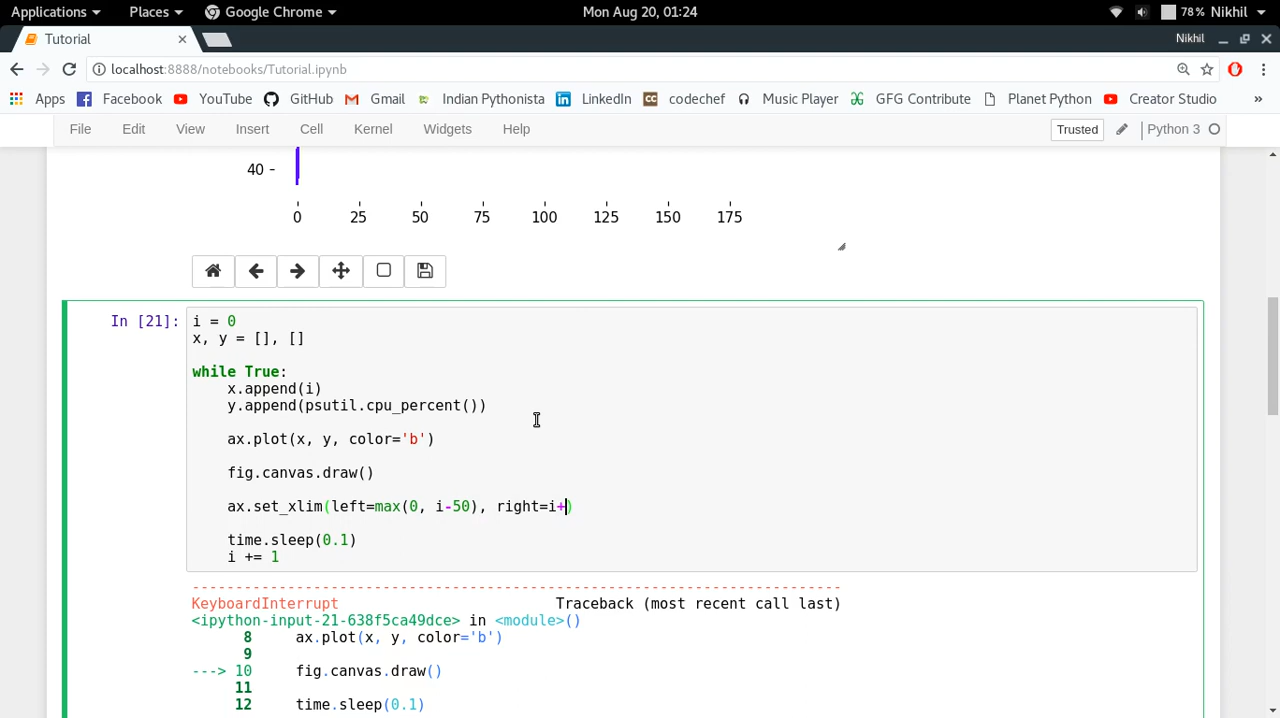 Applications Places Google Chrome Mon Aug 20, 01:24 78% Nikhil
Tutorial Nikhil
localhost:8888/notebooks/Tutorial.ipynb
Apps Facebook YouTube GitHub Gmail Indian Pythonista LinkedIn codechef Music Player GFG Contribute Planet Python Creator Studio »
File Edit View Insert Cell Kernel Widgets Help Trusted Python 3
40
0 25 50 75 100 125 150 175
In [21]: i = 0
x, y = [], []
while True:
x.append(i)
y.append(psutil.cpu_percent())
ax.plot(x, y, color='b')
fig.canvas.draw()
ax.set_xlim(left=max(0, i-50), right=i+)
time.sleep(0.1)
i += 1
---------------------------------------------------------------------------
KeyboardInterrupt Traceback (most recent call last)
<ipython-input-21-638f5ca49dce> in <module>()
8 ax.plot(x, y, color='b')
9
---> 10 fig.canvas.draw()
11
12 time.sleep(0.1)